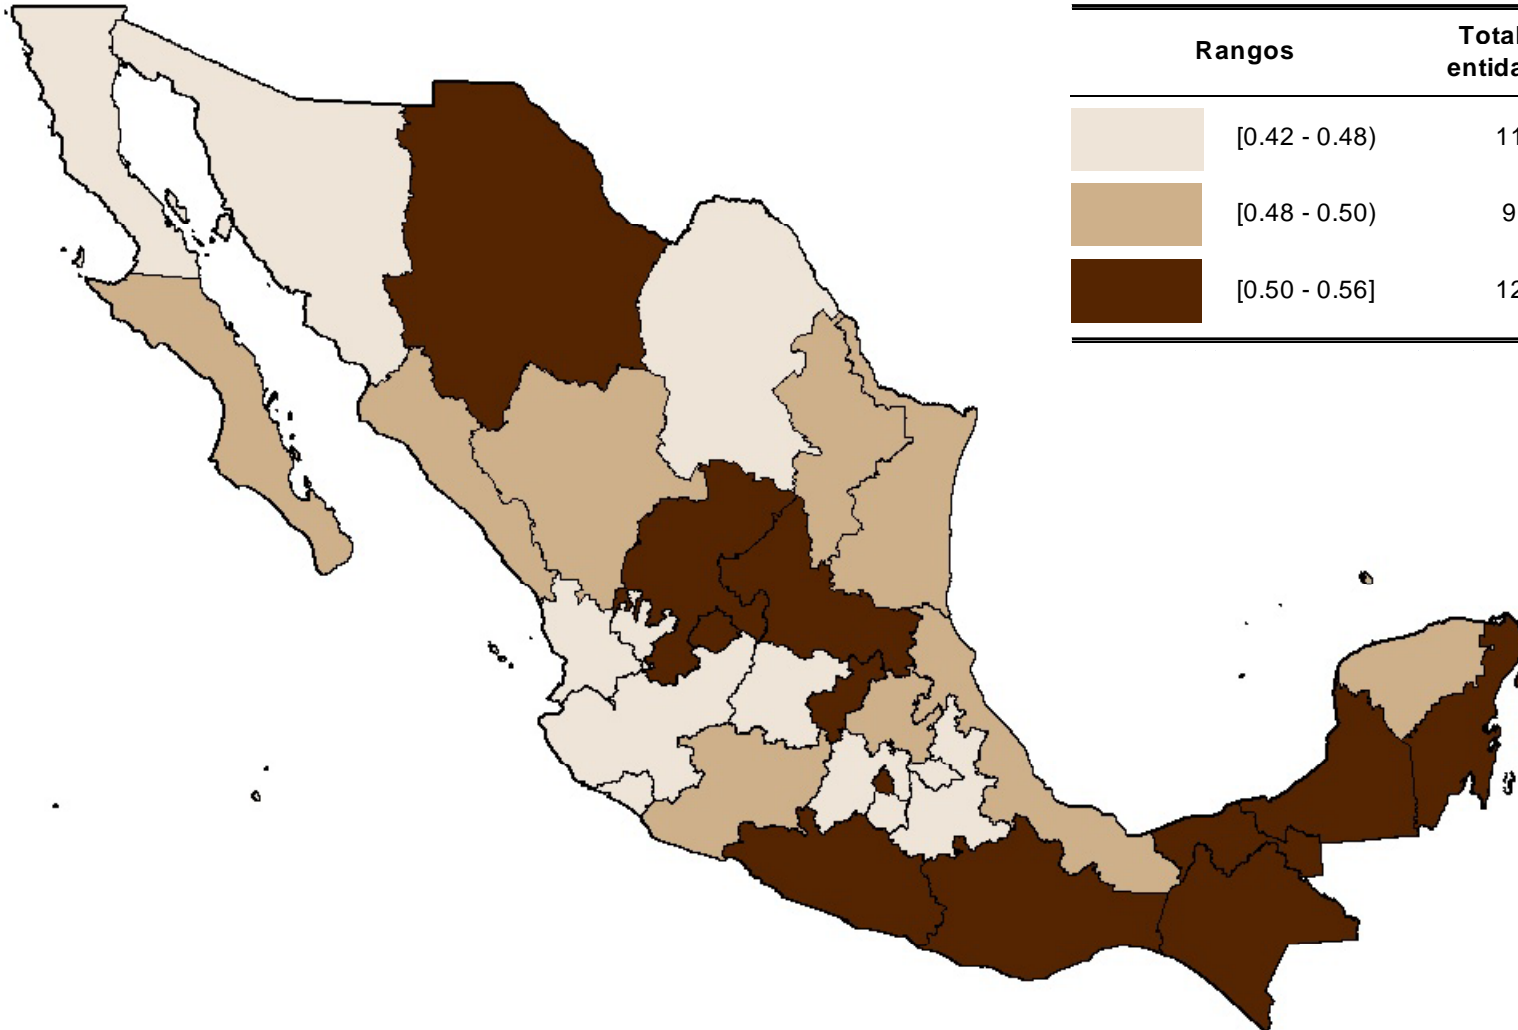 Rangos
Total
entida
[0.42 - 0.48) 11
[0.48 - 0.50) 9
[0.50 - 0.56] 12